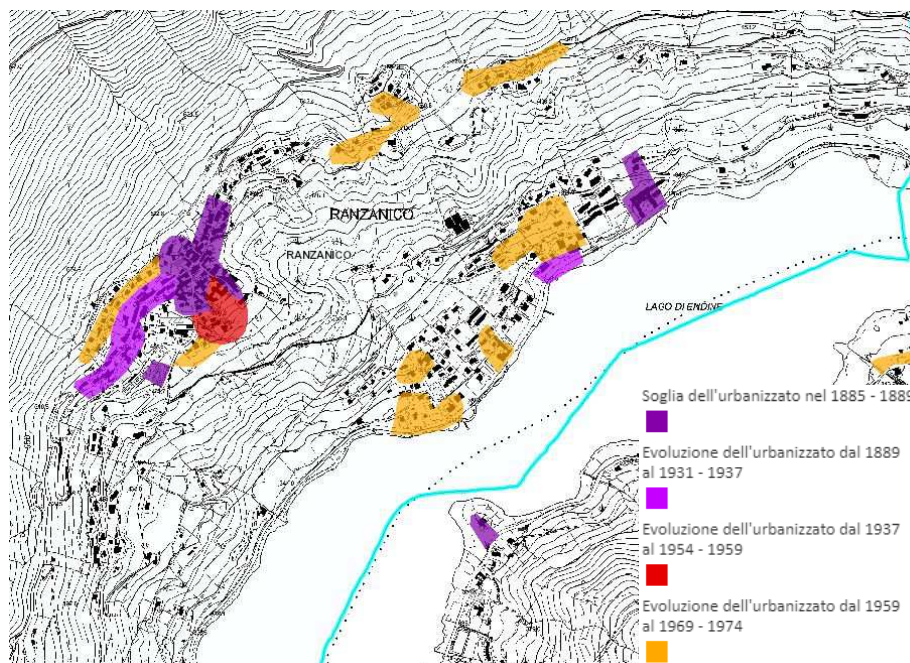 RANZANICO
RANZANICO
LAGO DI ENDINE
Soglia dell'urbanizzato nel 1885 - 1889
Evoluzione dell'urbanizzato dal 1889
al 1931 - 1937
Evoluzione dell'urbanizzato dal 1937
al 1954 - 1959
Evoluzione dell'urbanizzato dal 1959
al 1969 - 1974